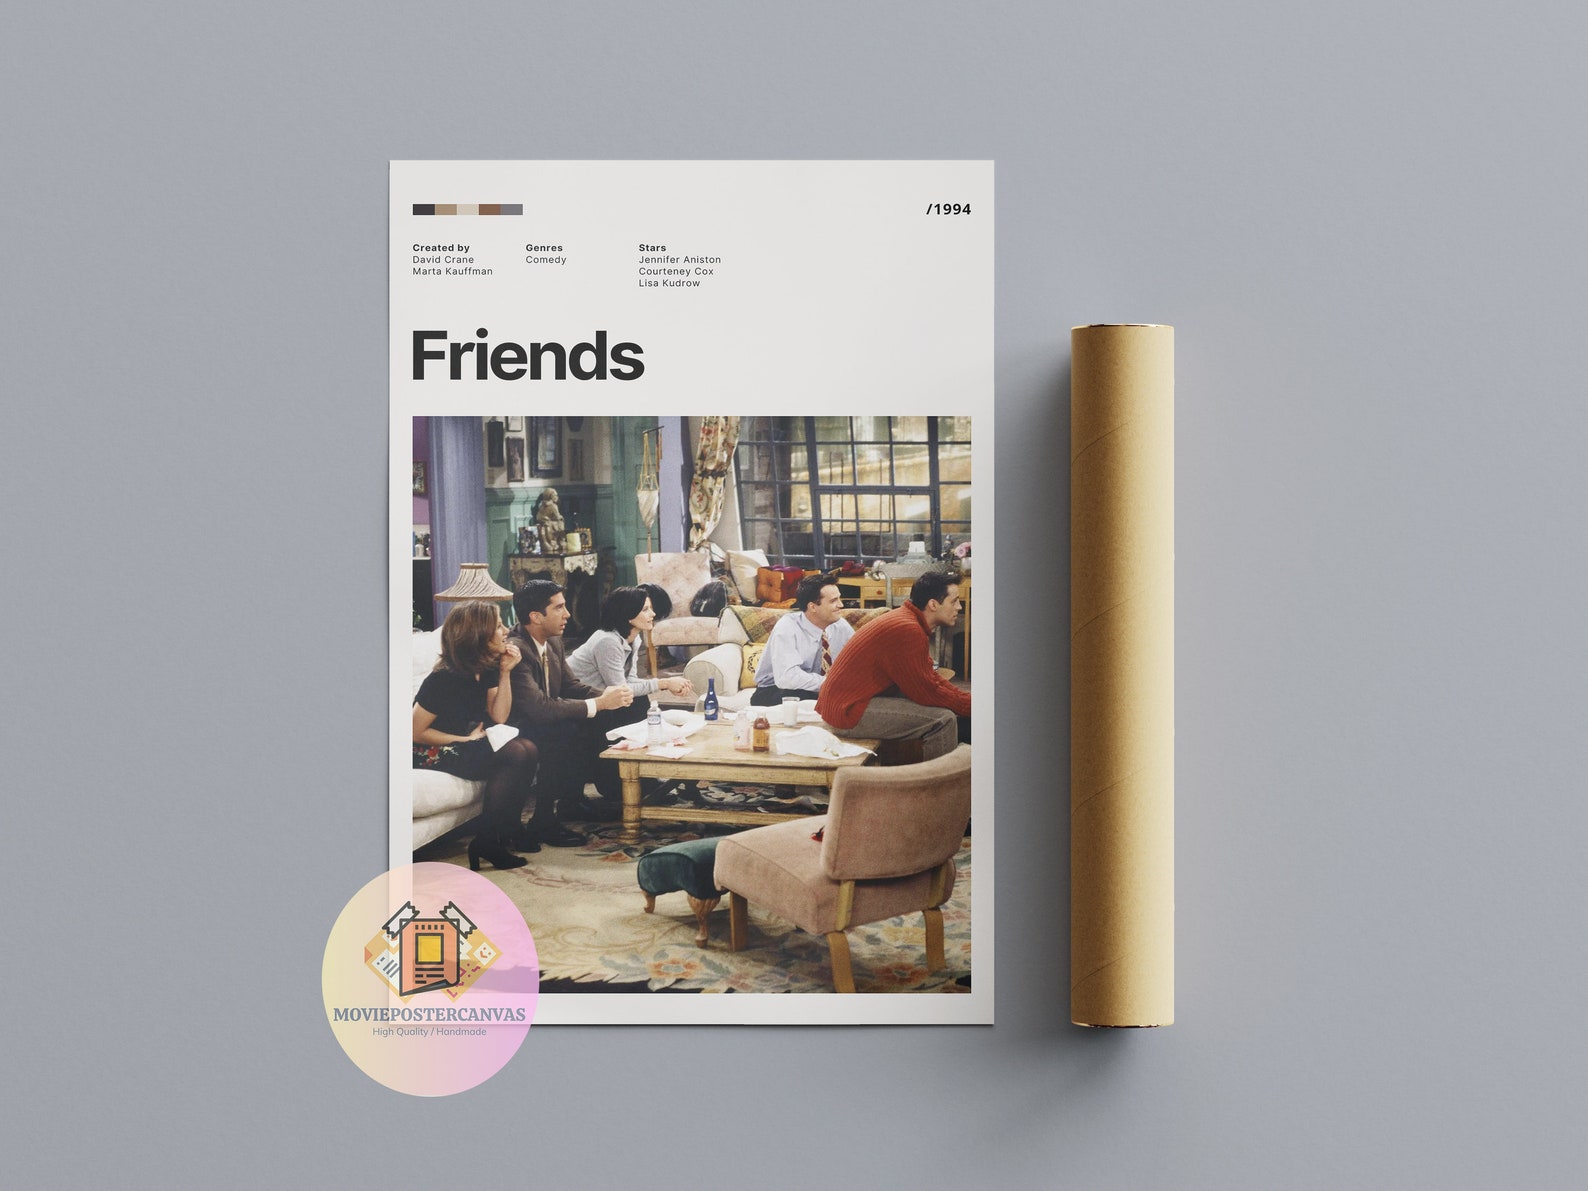 /1994
Created by
David Crane
Marta Kauffman
Genres
Comedy
Stars
Jennifer Aniston
Courteney Cox
Lisa Kudrow
Friends
MOVIEPOSTERCANVAS
High Quality / Handmade